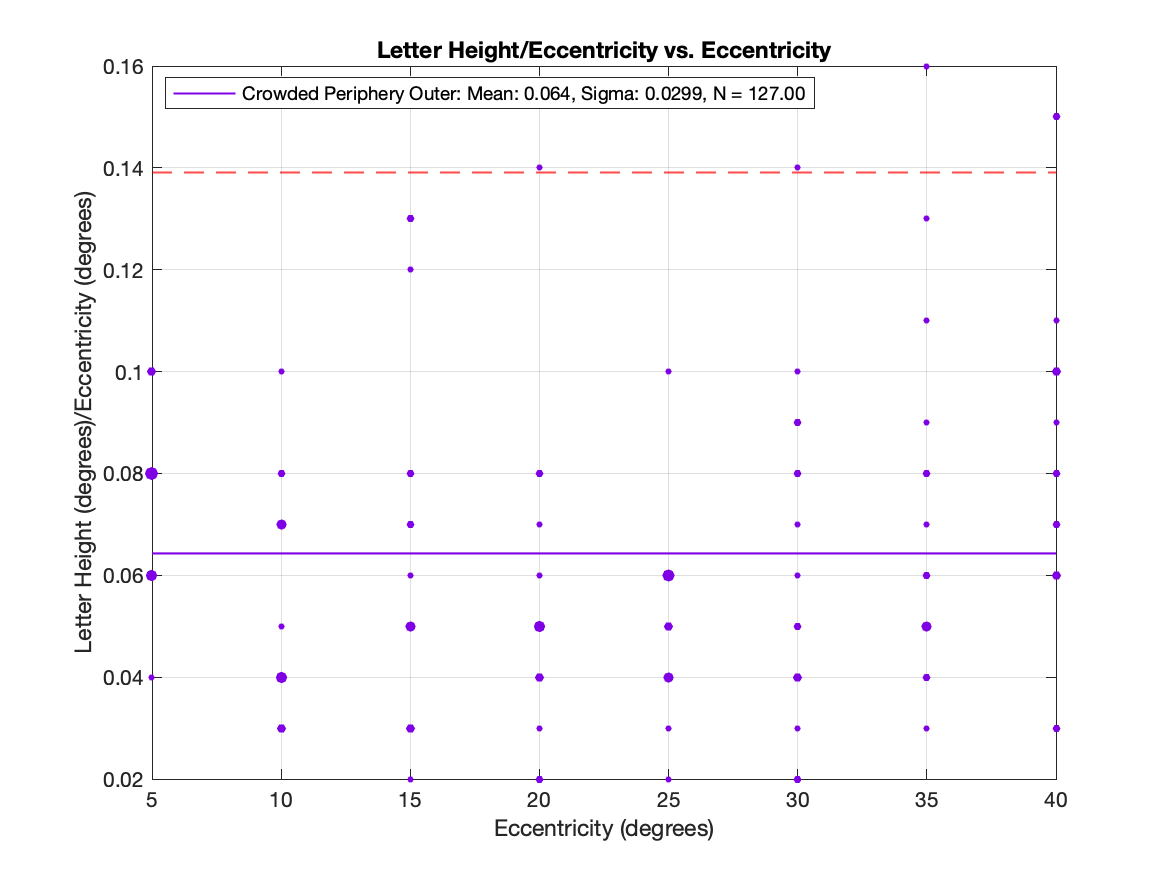 Letter Height/Eccentricity vs. Eccentricity
Crowded Periphery Outer: Mean: 0.064, Sigma: 0.0299, N = 127.00
Letter Height (degrees)/Eccentricity (degrees)
0.16
0.14
0.12
0.1
0.08
0.06
0.04
0.02
5 10 15 20 25 30 35 40
Eccentricity (degrees)